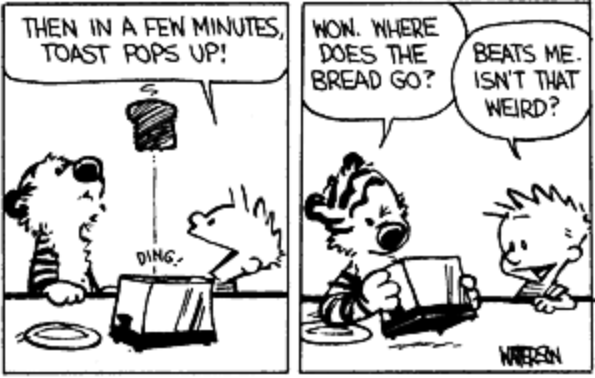 THEN IN A FEW MINUTES,
TOAST POPS UP!
DING!
WOW. WHERE
DOES THE
BREAD GO?
BEATS ME.
ISN'T THAT
WEIRD?
WATTERSON